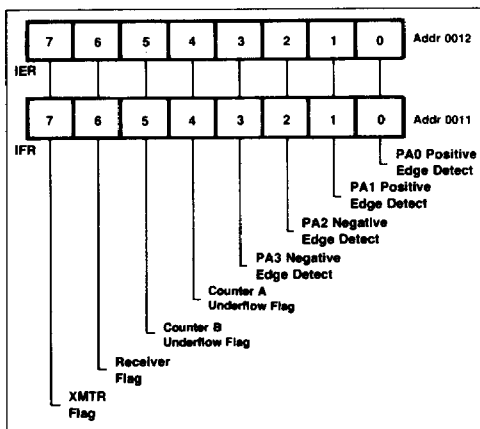 7 6 5 4 3 2 1 0 Addr 0012
IER
7 6 5 4 3 2 1 0 Addr 0011
IFR
PA0 Positive
Edge Detect
PA1 Positive
Edge Detect
PA2 Negative
Edge Detect
PA3 Negative
Edge Detect
Counter A
Underflow Flag
Counter B
Underflow Flag
Receiver
Flag
XMTR
Flag